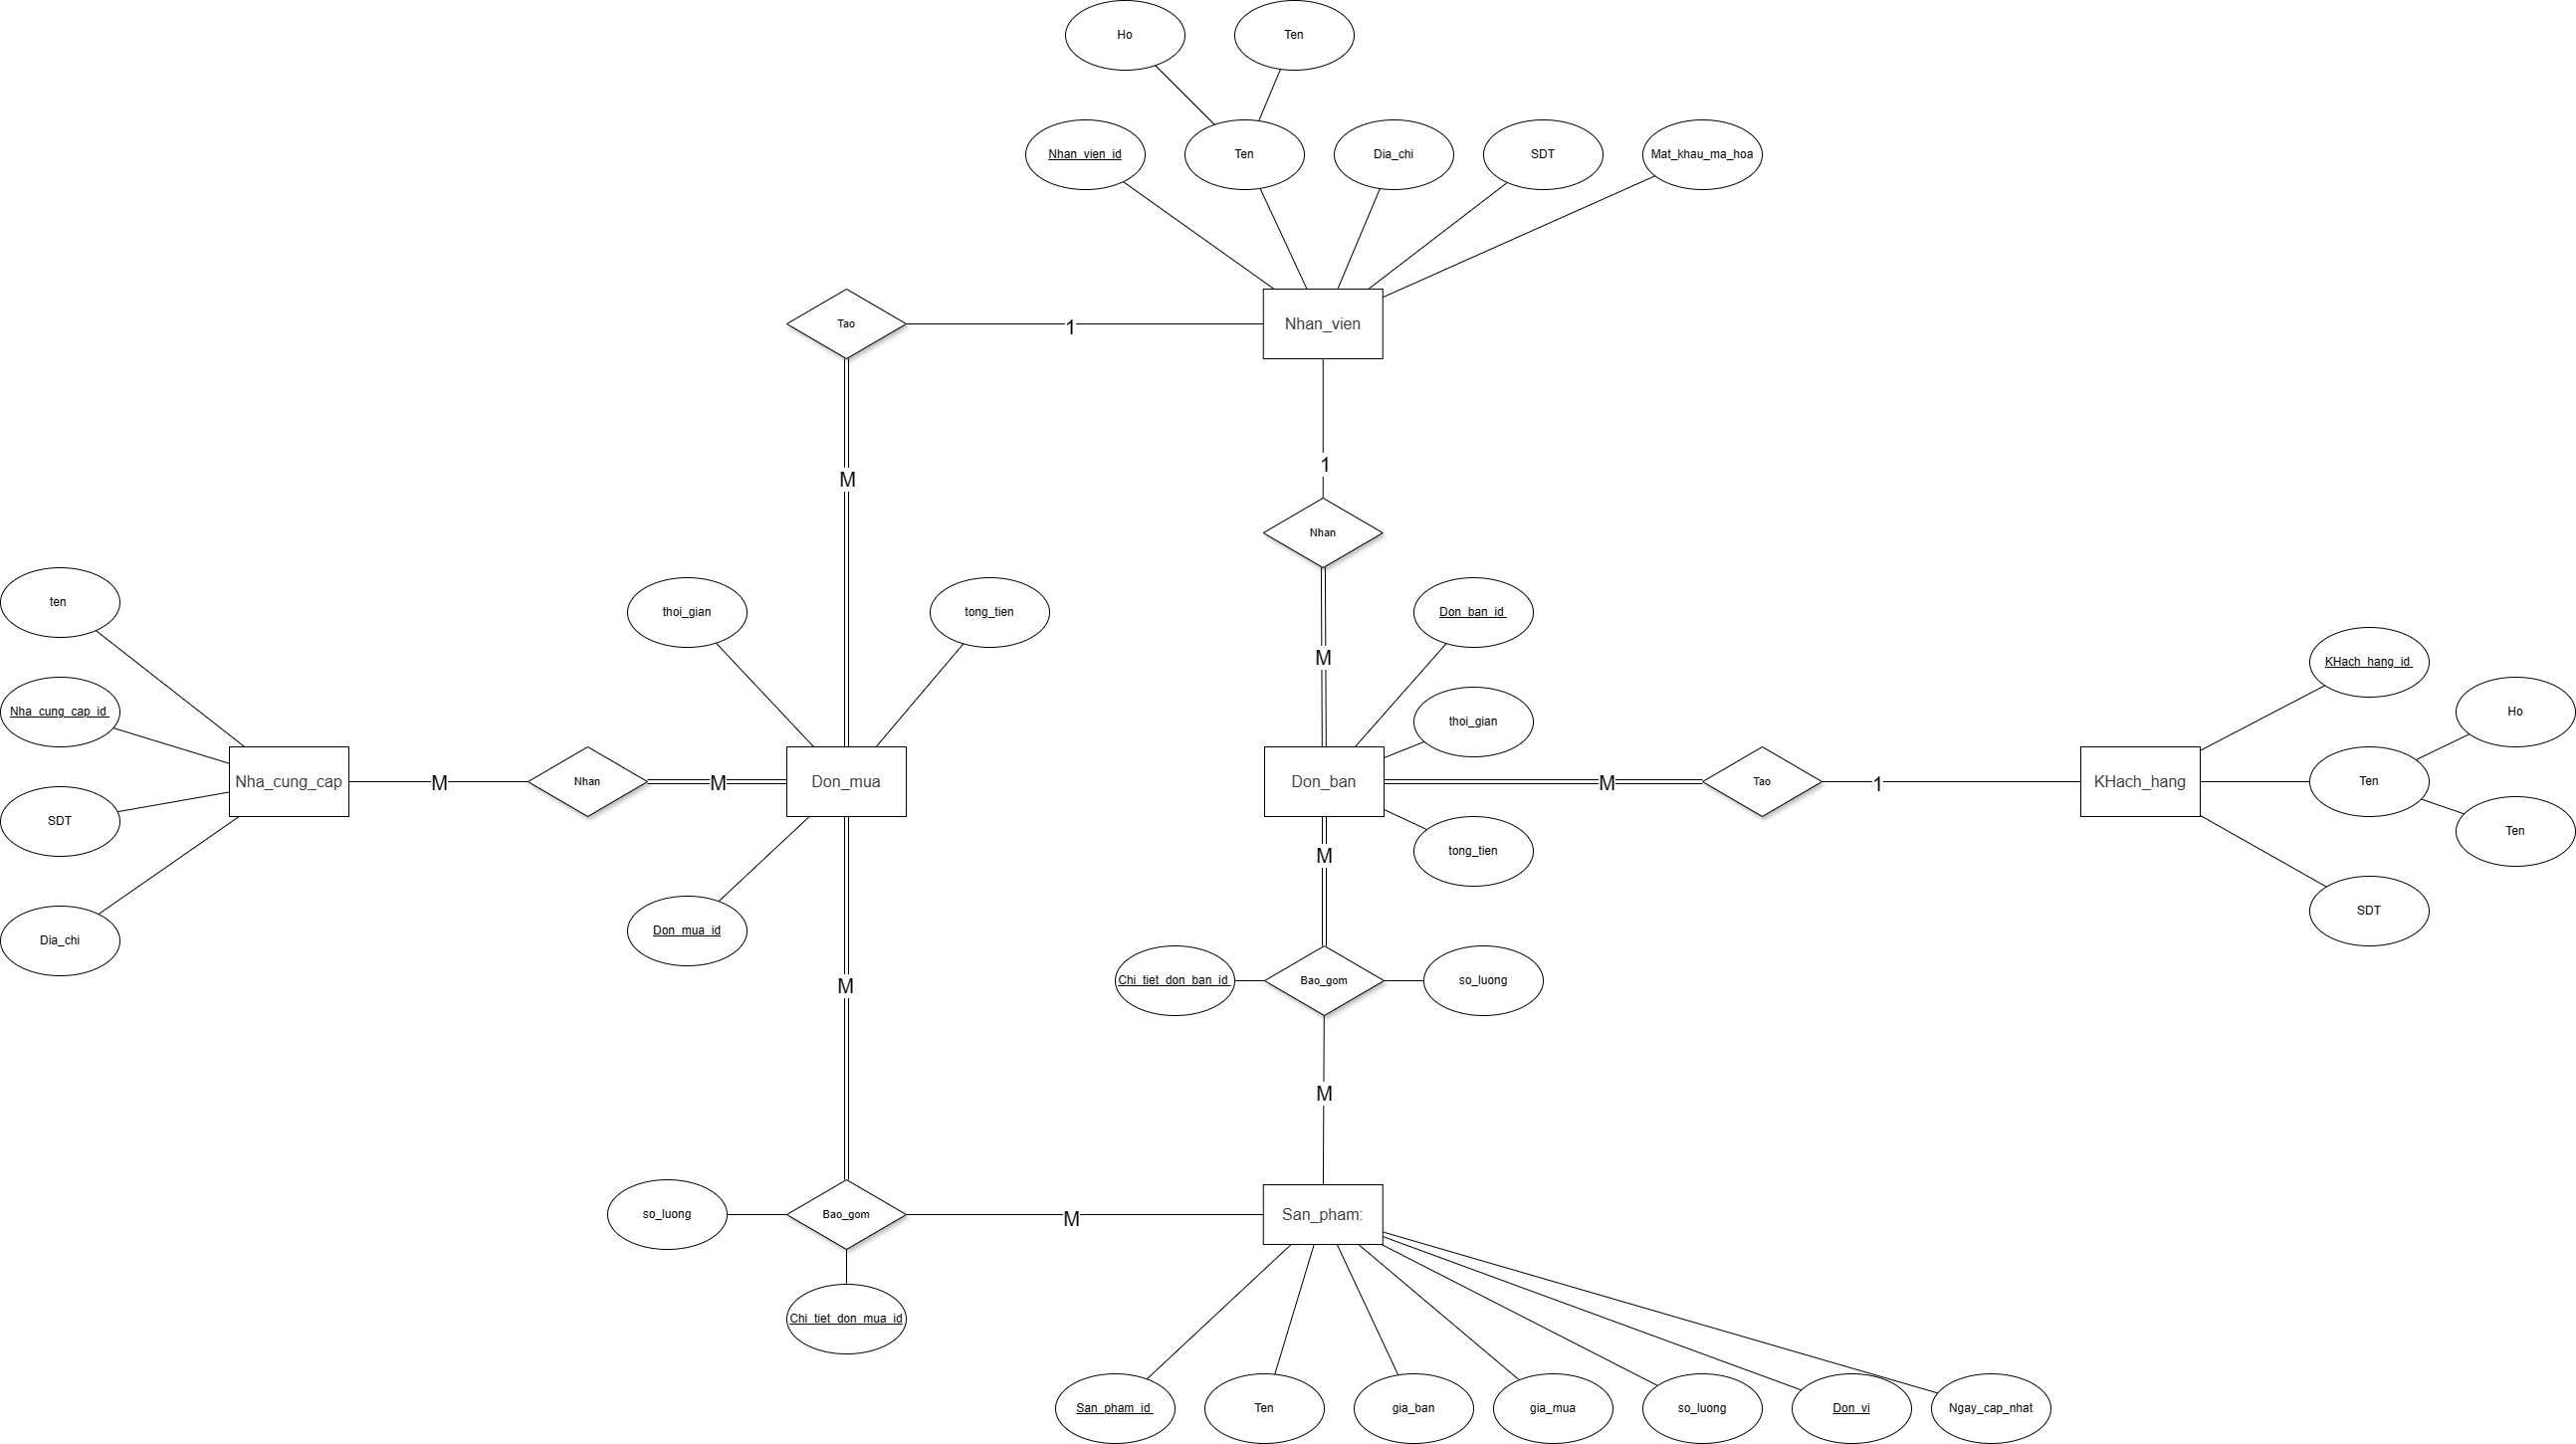 Ho
Ten
Nhan_vien_id
Ten
Dia_chi
SDT
Mat_khau_ma_hoa
Tao
1
Nhan_vien
M
1
Nhan
ten
thoi_gian
tong_tien
Don_ban_id
M
KHach_hang_id
Nha_cung_cap_id
thoi_gian
Ho
Nha_cung_cap
M
Nhan
M
Don_mua
Don_ban
M
Tao
1
KHach_hang
Ten
SDT
tong_tien
Ten
M
Dia_chi
Don_mua_id
SDT
M
Chi_tiet_don_ban_id
Bao_gom
so_luong
M
so_luong
Bao_gom
M
San_pham:
Chi_tiet_don_mua_id
San_pham_id
Ten
gia_ban
gia_mua
so_luong
Don_vi
Ngay_cap_nhat